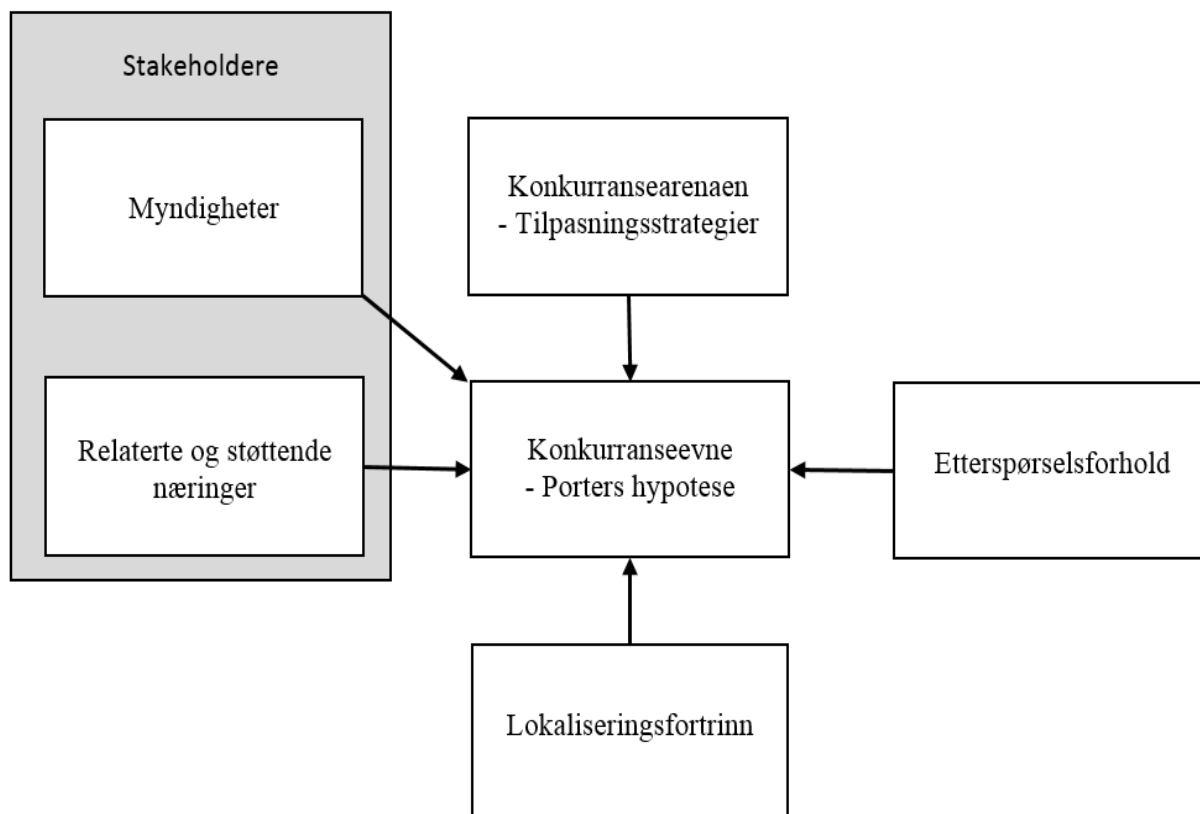 Stakeholdere
Myndigheter
Konkurransearenaen
- Tilpasningsstrategier
Relaterte og støttende
næringer
Konkurranseevne
- Porters hypotese
Etterspørselsforhold
Lokaliseringsfortrinn